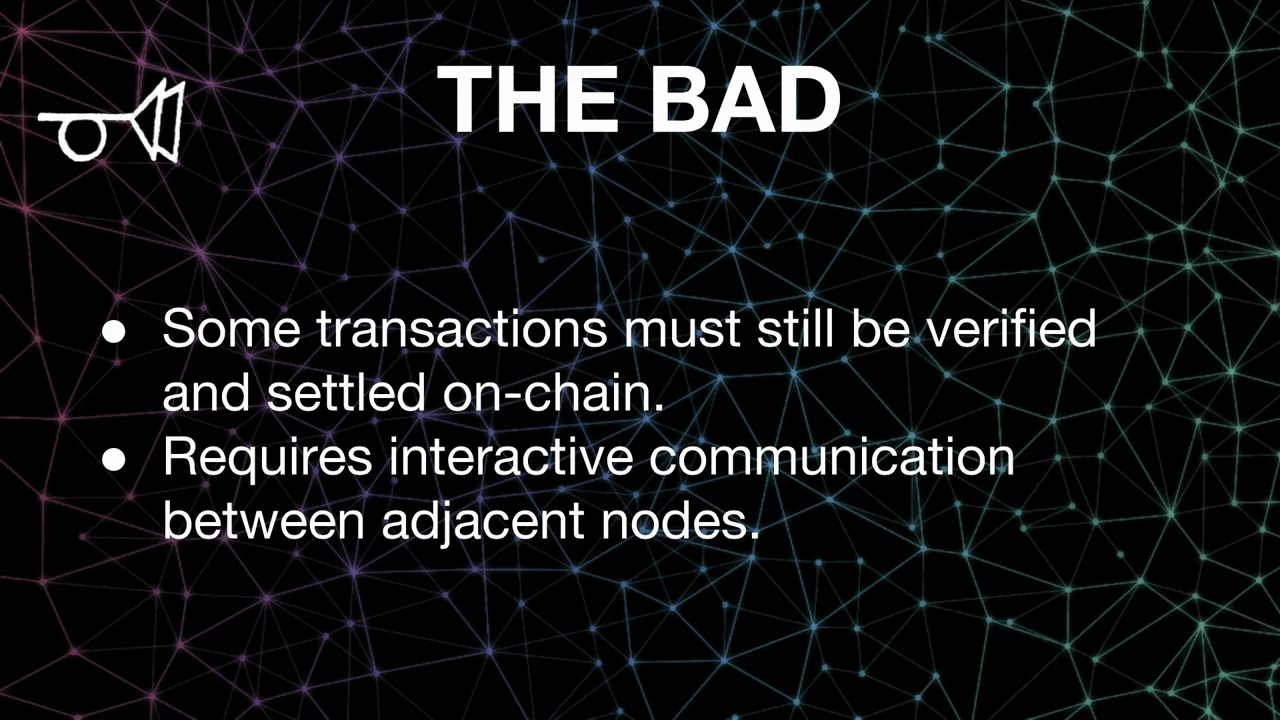 THE BAD
● Some transactions must still be verified
and settled on-chain.
● Requires interactive communication
between adjacent nodes.